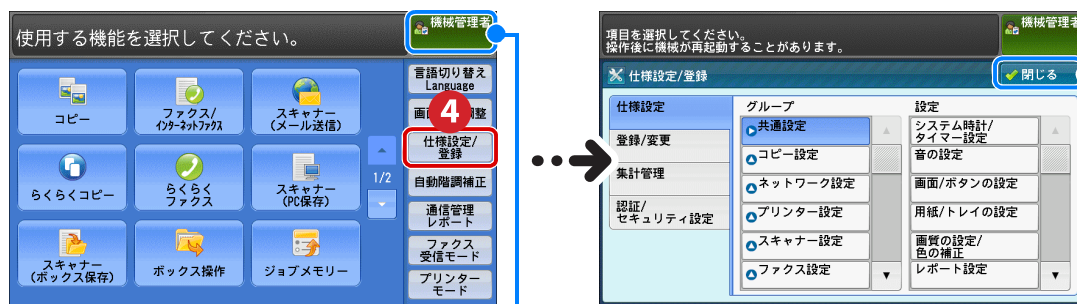 使用する機能を選択してください。
機械管理者
コピー
ファクス/
インターネットファクス
スキャナー
(メール送信)
らくらくコピー
らくらく
ファクス
スキャナー
(PC保存)
スキャナー
(ボックス保存)
ボックス操作
ジョブメモリー
1/2
言語切り替え
Language
画
整
4
仕様設定/
登録
自動階調補正
通信管理
レポート
ファクス
受信モード
プリンター
モード
項目を選択してください。
操作後に機械が再起動することがあります。
機械管理者
仕様設定/登録
閉じる
仕様設定
登録/変更
集計管理
認証/
セキュリティ設定
グループ
共通設定
コピー設定
ネットワーク設定
プリンター設定
スキャナー設定
ファクス設定
設定
システム時計/
タイマー設定
音の設定
画面/ボタンの設定
用紙/トレイの設定
画質の設定/
色の補正
レポート設定